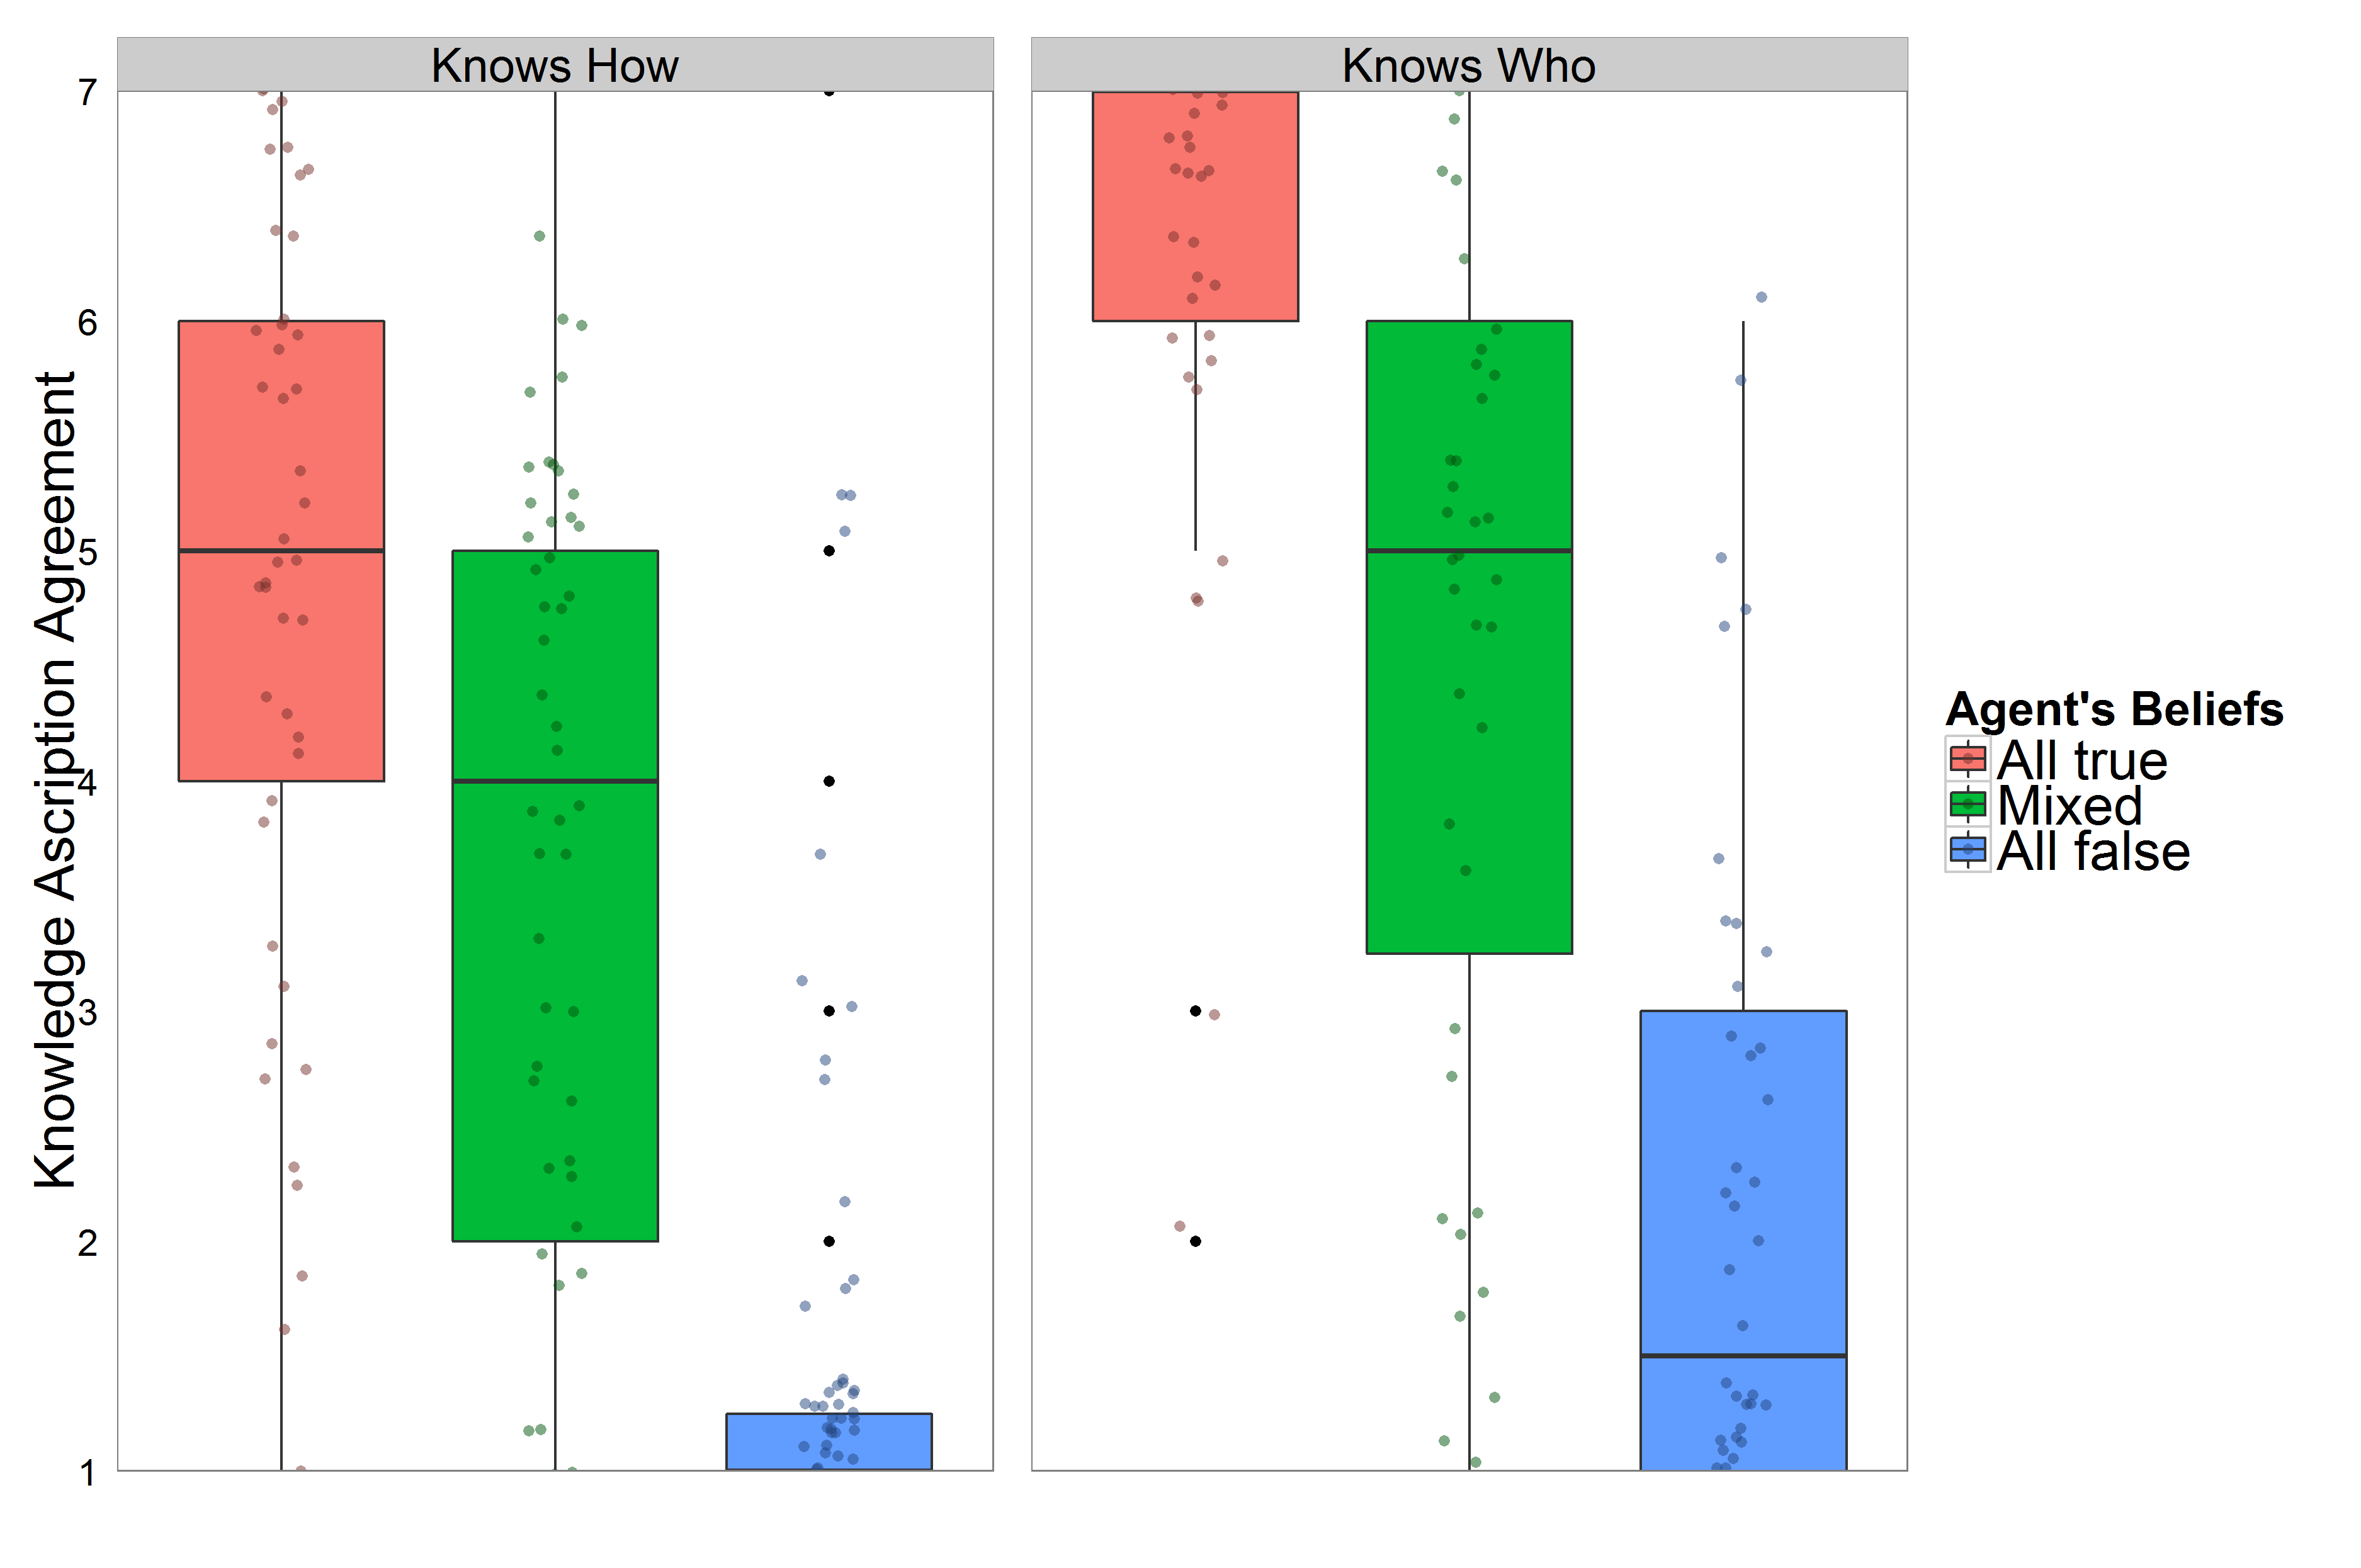 Knows How
Knows Who
Knowledge Ascription Agreement
7
6
5
4
3
2
1
Agent's Beliefs
All true
Mixed
All false